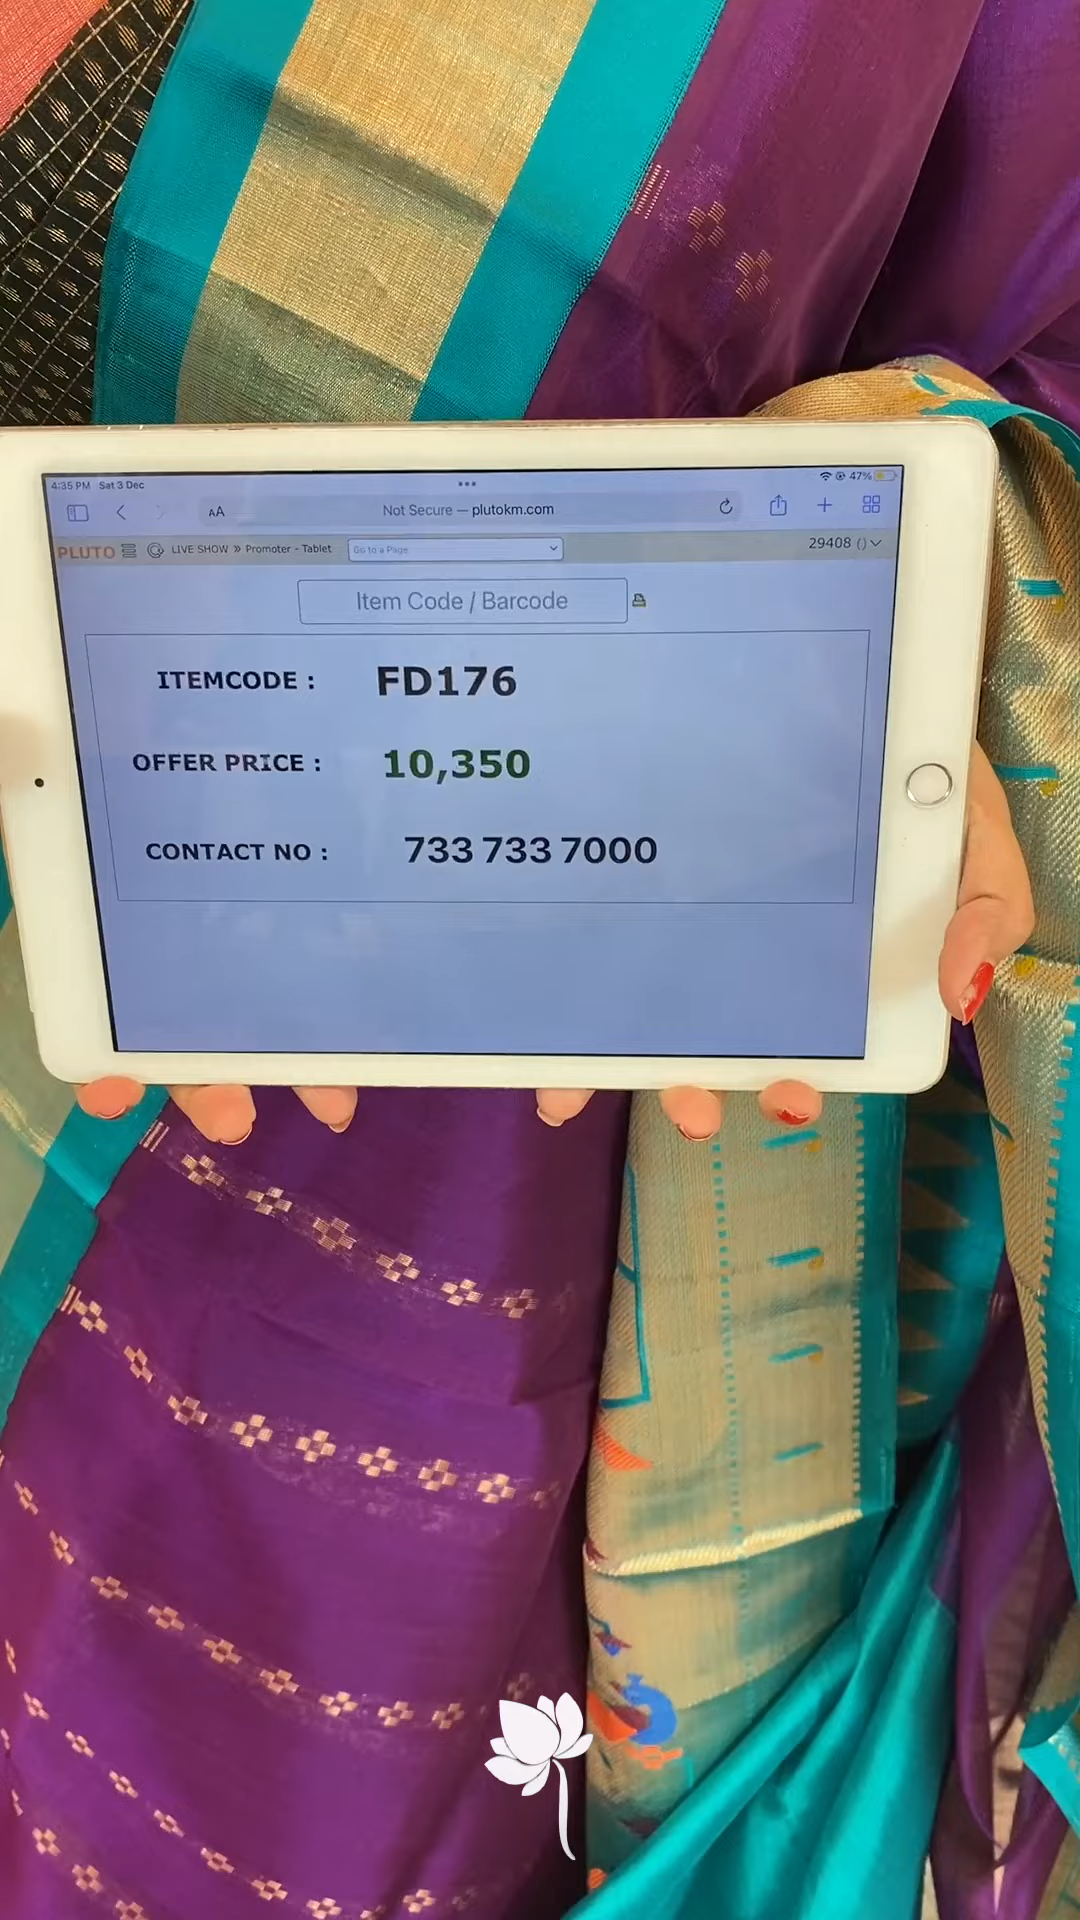 4:35 PM Sat 3 Dec
47%
AA
Not Secure — plutokm.com
PLUTO
LIVE SHOW » Promoter - Tablet
Go to a Page
29408 ()
Item Code / Barcode
ITEMCODE : FD176
OFFER PRICE : 10,350
CONTACT NO : 733 733 7000